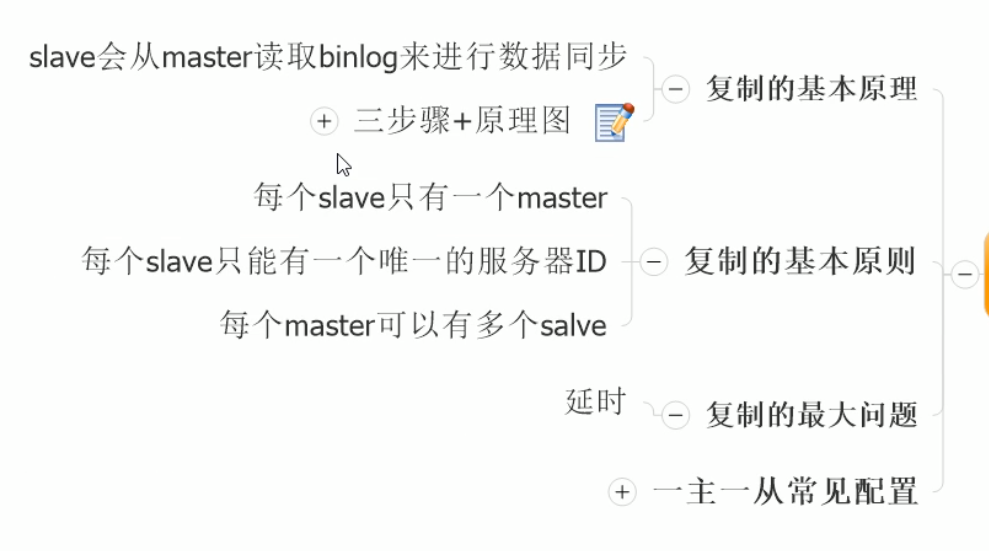 slave会从master读取binlog来进行数据同步
复制的基本原理
三步骤+原理图
每个slave只有一个master
每个slave只能有一个唯一的服务器ID
复制的基本原则
每个master可以有多个salve
延时
复制的最大问题
一主一从常见配置